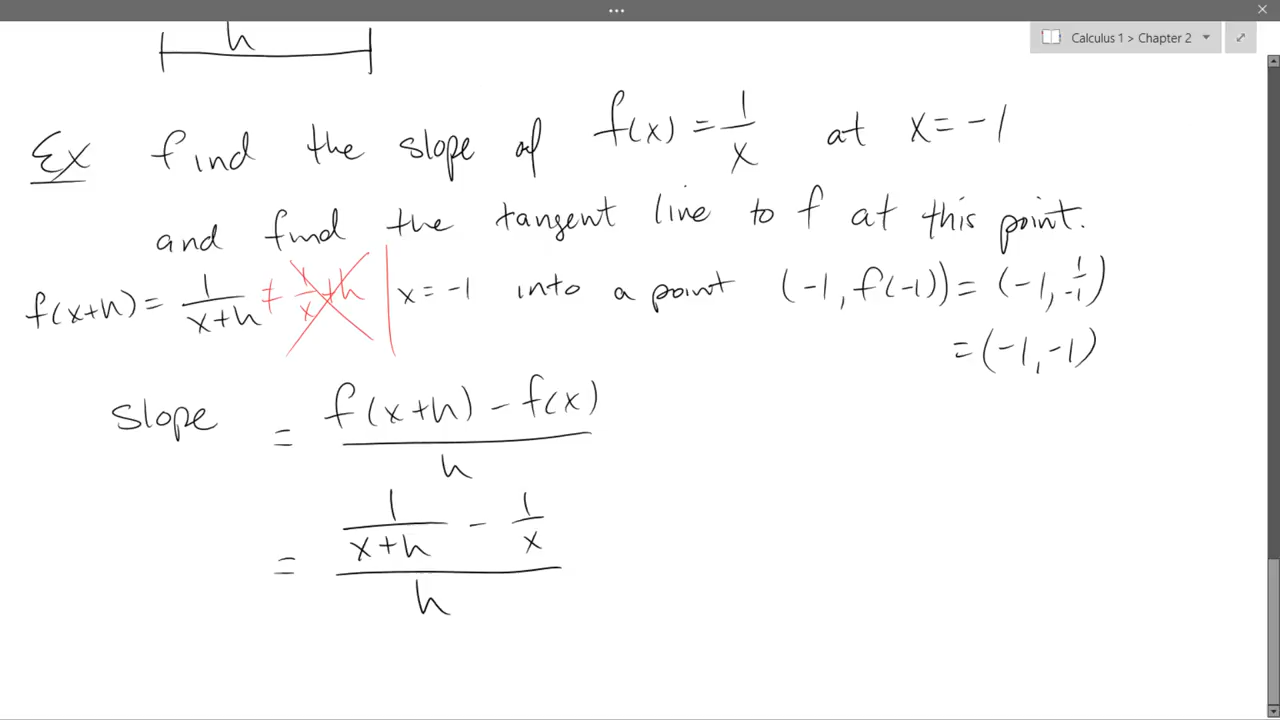 ...
Calculus 1 > Chapter 2
h
Ex find the slope of f(x) = 1/x at x = -1
and find the tangent line to f at this point.
f(x+h) = 1/(x+h) ≠ 1/x + h | x = -1 into a point (-1, f(-1)) = (-1, 1/-1)
= (-1, -1)
slope = (f(x+h) - f(x))/h
= (1/(x+h) - 1/x)/h